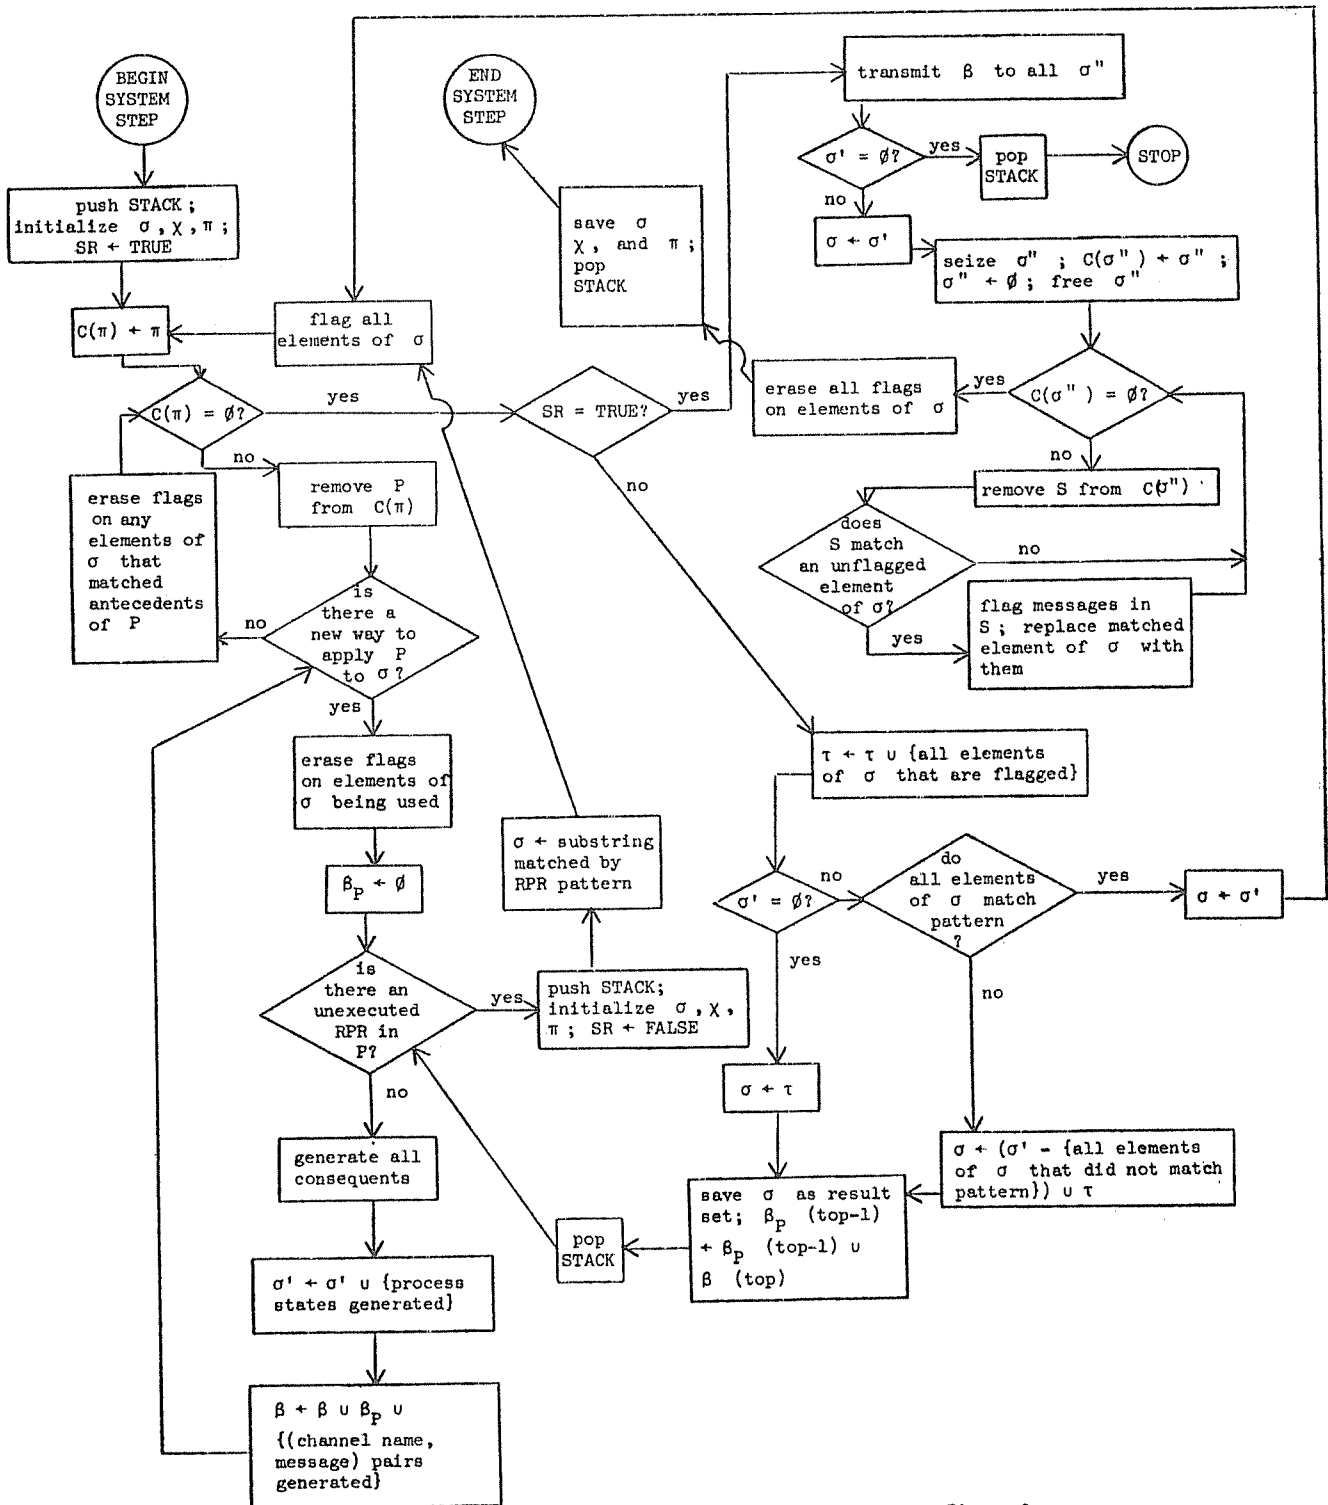 BEGIN
SYSTEM
STEP
push STACK;
initialize σ, χ, π;
SR ← TRUE
C(π) ← π
flag all
elements of σ
C(π) = Ø?
yes
no
erase flags
on any
elements of
σ that
matched
antecedents
of P
remove P
from C(π)
is
there a
new way to
apply P
to σ?
no
yes
erase flags
on elements of
σ being used
β_P ← Ø
is
there an
unexecuted
RPR in
P?
yes
no
push STACK;
initialize σ, χ,
π; SR ← FALSE
σ ← substring
matched by
RPR pattern
generate all
consequents
σ' ← σ' ∪ {process
states generated}
β ← β ∪ β_P ∪
{(channel name,
message) pairs
generated}
END
SYSTEM
STEP
save σ
χ, and π;
pop
STACK
SR = TRUE?
yes
no
transmit β to all σ"
σ' = Ø?
yes
pop
STACK
STOP
no
σ ← σ'
seize σ" ; C(σ") ← σ" ;
σ" ← Ø; free σ"
C(σ") = Ø?
yes
erase all flags
on elements of σ
no
remove S from C(σ")
does
S match
an unflagged
element
of σ?
no
yes
flag messages in
S; replace matched
element of σ with
them
τ ← τ ∪ {all elements
of σ that are flagged}
σ' = Ø?
no
yes
do
all elements
of σ match
pattern
?
yes
σ ← σ'
no
σ ← τ
σ ← (σ' - {all elements
of σ that did not match
pattern}) ∪ τ
save σ as result
set; β_P (top-1)
← β_P (top-1) ∪
β (top)
pop
STACK